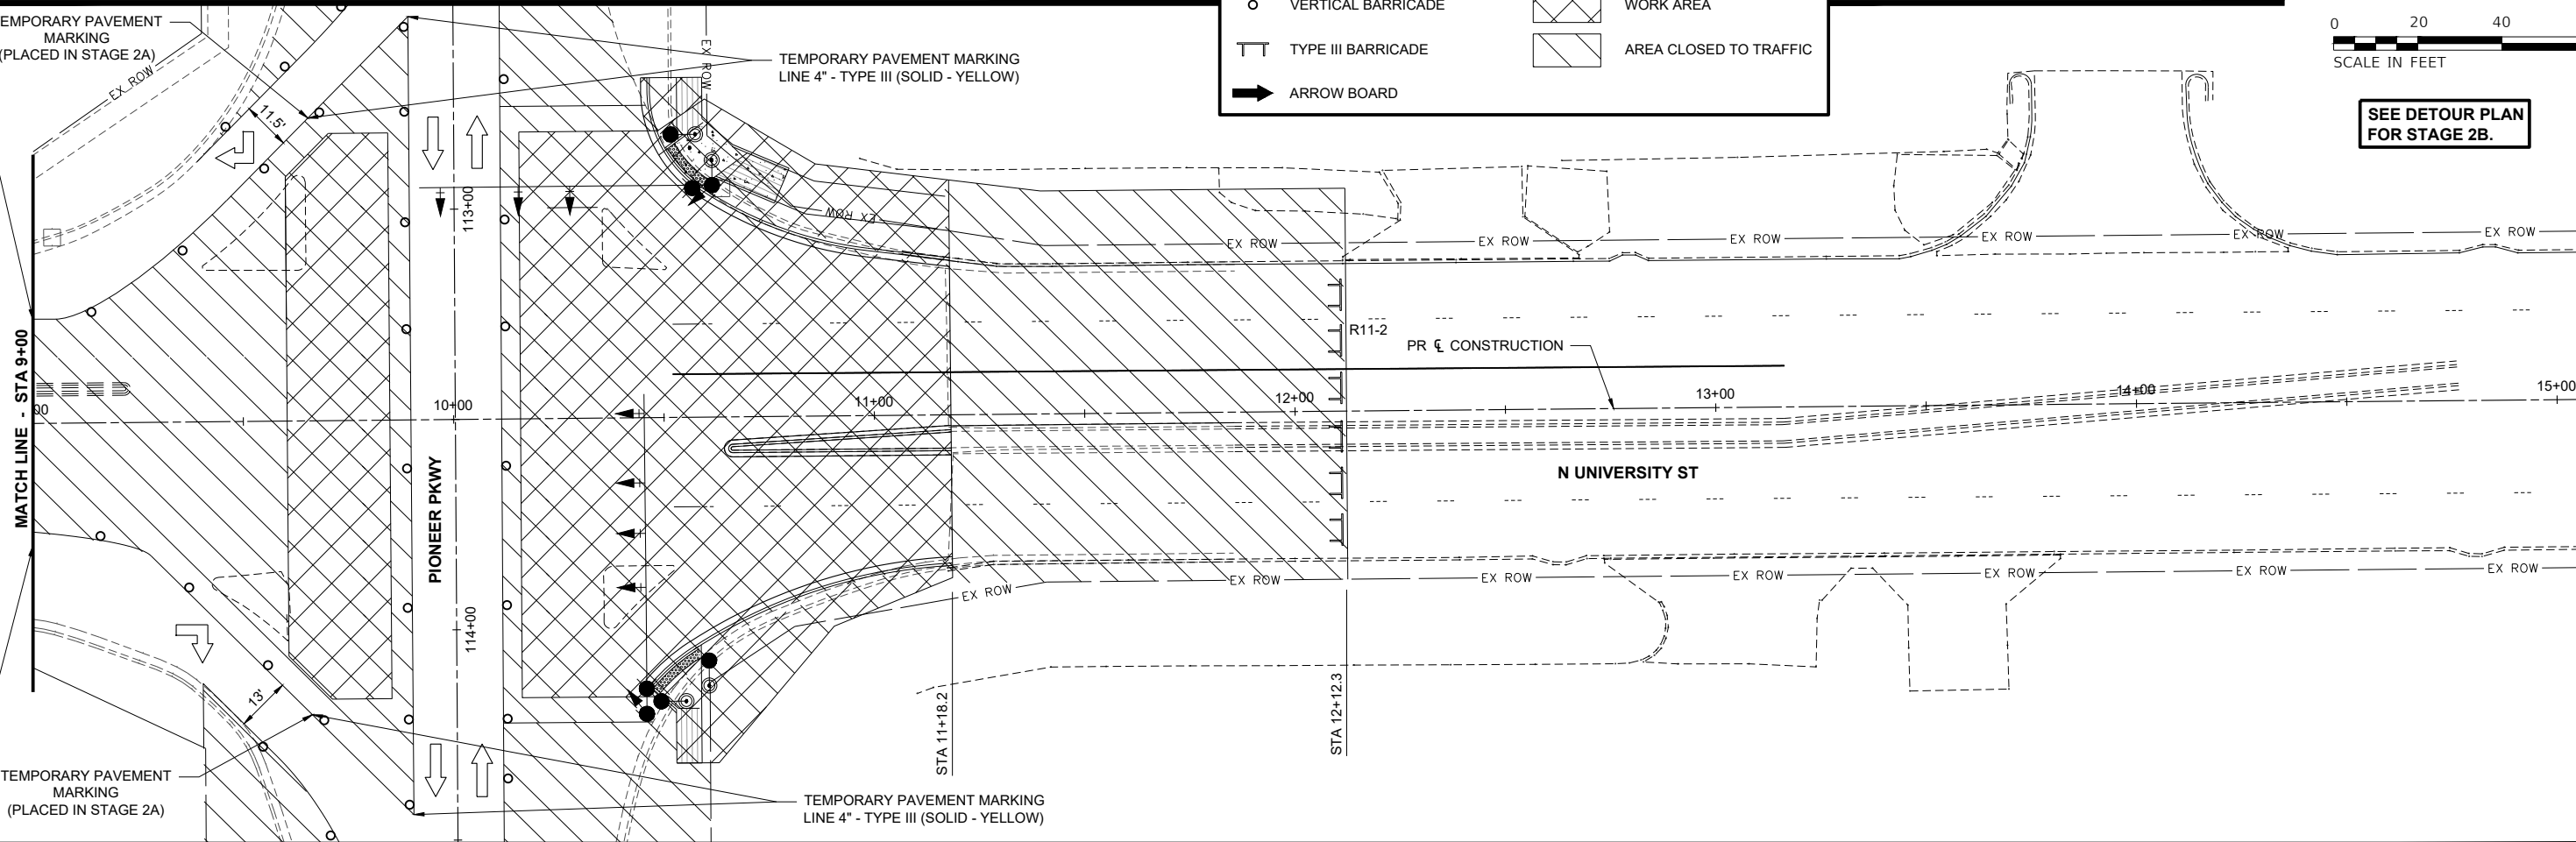 TEMPORARY PAVEMENT
MARKING
(PLACED IN STAGE 2A)
EX ROW
11.5'
EX ROW
TEMPORARY PAVEMENT MARKING
LINE 4" - TYPE III (SOLID - YELLOW)
VERTICAL BARRICADE
WORK AREA
TYPE III BARRICADE
AREA CLOSED TO TRAFFIC
ARROW BOARD
0 20 40
SCALE IN FEET
SEE DETOUR PLAN
FOR STAGE 2B.
113+00
EX ROW
EX ROW
EX ROW
EX ROW
EX ROW
EX ROW
EX ROW
MATCH LINE - STA 9+00
R11-2
PR ℄ CONSTRUCTION
00
10+00
11+00
12+00
13+00
14+00
15+00
PIONEER PKWY
N UNIVERSITY ST
114+00
EX ROW
EX ROW
EX ROW
EX ROW
EX ROW
EX ROW
EX ROW
13'
STA 11+18.2
STA 12+12.3
TEMPORARY PAVEMENT
MARKING
(PLACED IN STAGE 2A)
TEMPORARY PAVEMENT MARKING
LINE 4" - TYPE III (SOLID - YELLOW)